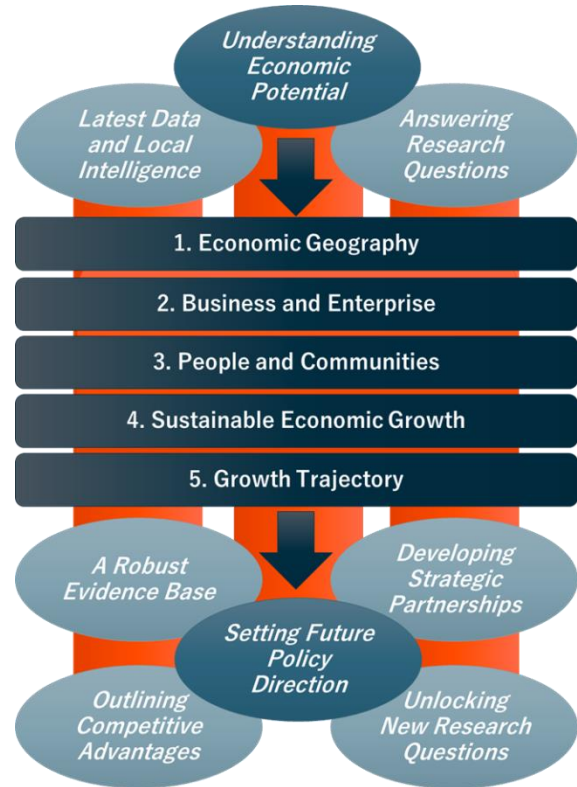 Understanding
Economic
Potential
Latest Data
and Local
Intelligence
Answering
Research
Questions
1. Economic Geography
2. Business and Enterprise
3. People and Communities
4. Sustainable Economic Growth
5. Growth Trajectory
A Robust
Evidence Base
Developing
Strategic
Partnerships
Setting Future
Policy
Direction
Outlining
Competitive
Advantages
Unlocking
New Research
Questions